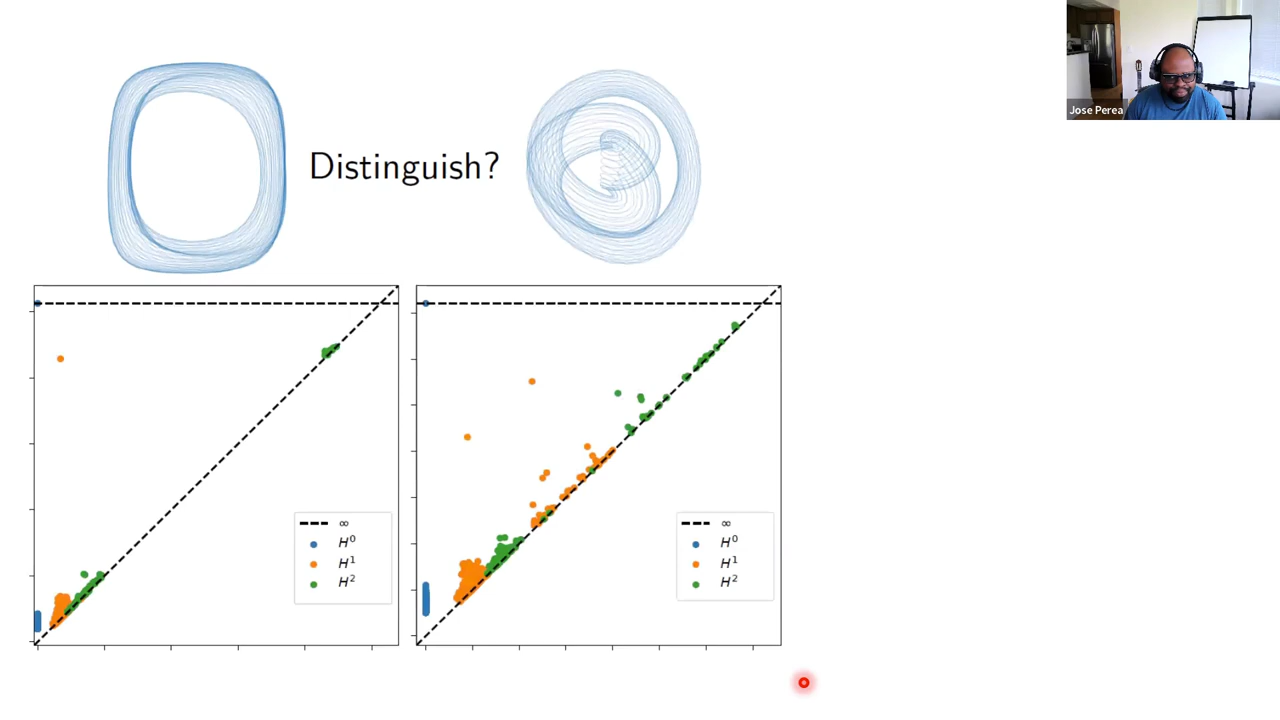 Jose Perea
Distinguish?
∞
H⁰
H¹
H²
∞
H⁰
H¹
H²